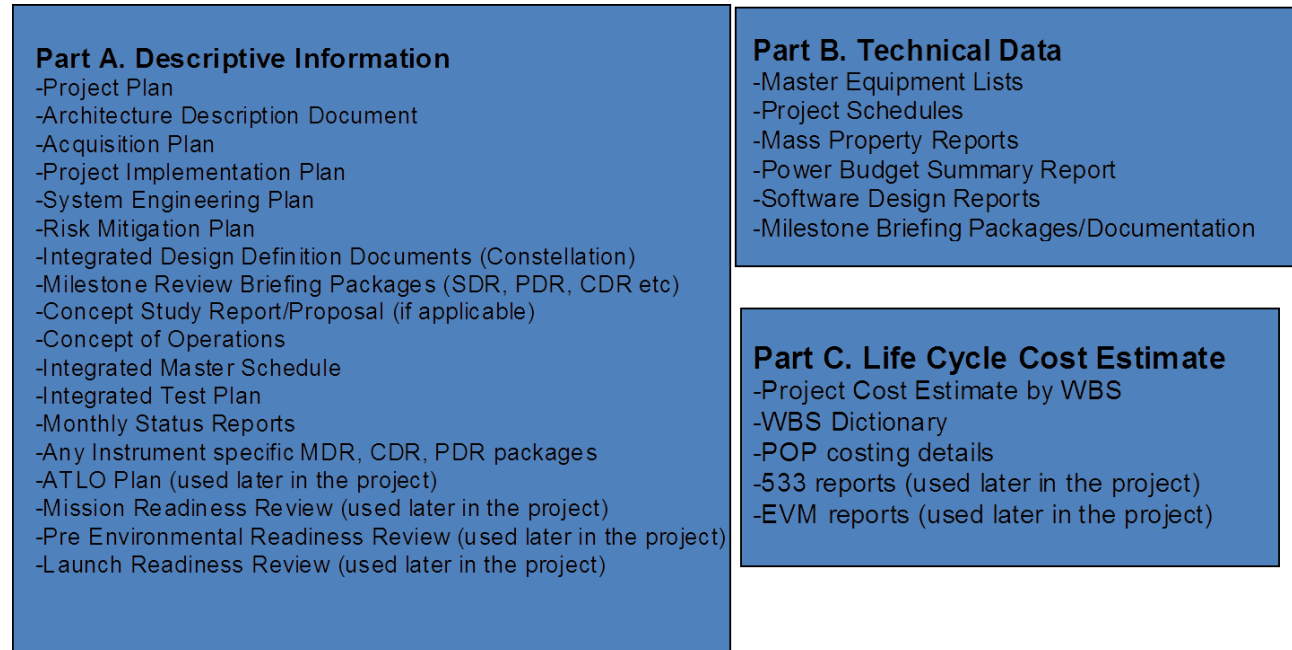 Part A. Descriptive Information
-Project Plan
-Architecture Description Document
-Acquisition Plan
-Project Implementation Plan
-System Engineering Plan
-Risk Mitigation Plan
-Integrated Design Definition Documents (Constellation)
-Milestone Review Briefing Packages (SDR, PDR, CDR etc)
-Concept Study Report/Proposal (if applicable)
-Concept of Operations
-Integrated Master Schedule
-Integrated Test Plan
-Monthly Status Reports
-Any Instrument specific MDR, CDR, PDR packages
-ATLO Plan (used later in the project)
-Mission Readiness Review (used later in the project)
-Pre Environmental Readiness Review (used later in the project)
-Launch Readiness Review (used later in the project)
Part B. Technical Data
-Master Equipment Lists
-Project Schedules
-Mass Property Reports
-Power Budget Summary Report
-Software Design Reports
-Milestone Briefing Packages/Documentation
Part C. Life Cycle Cost Estimate
-Project Cost Estimate by WBS
-WBS Dictionary
-POP costing details
-533 reports (used later in the project)
-EVM reports (used later in the project)